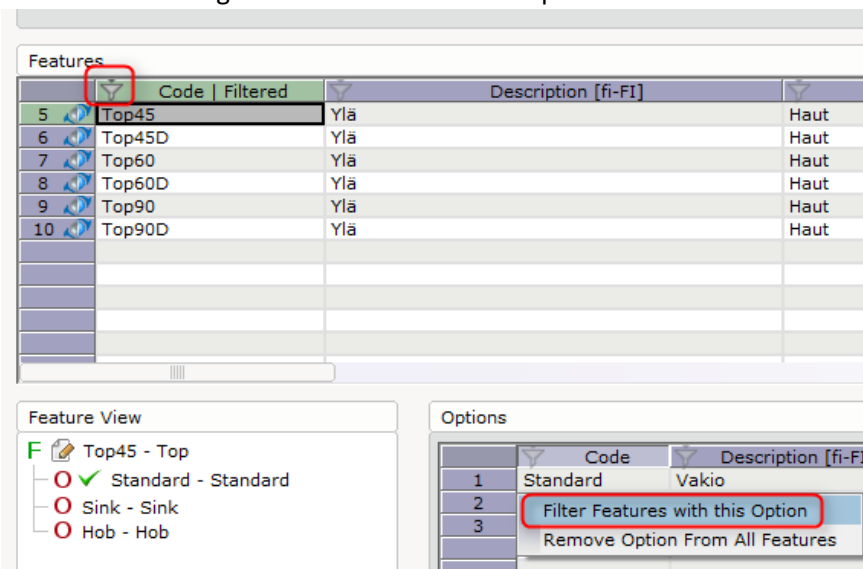 Features
Code | Filtered Description [fi-FI]
5 Top45 Ylä Haut
6 Top45D Ylä Haut
7 Top60 Ylä Haut
8 Top60D Ylä Haut
9 Top90 Ylä Haut
10 Top90D Ylä Haut
Feature View
F Top45 - Top
O Standard - Standard
O Sink - Sink
O Hob - Hob
Options
Code Description [fi-FI
1 Standard Vakio
2 Filter Features with this Option
3 Remove Option From All Features